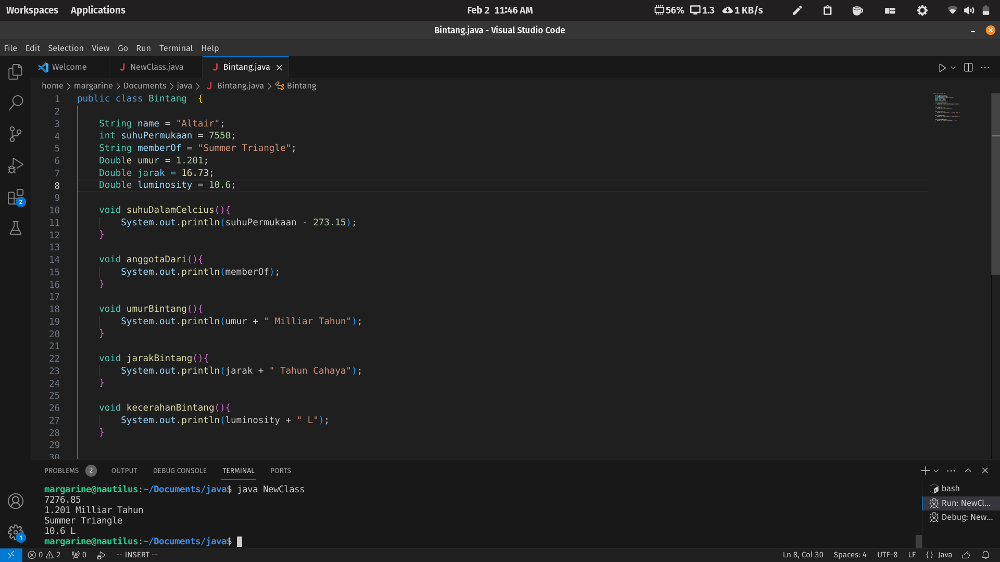 Workspaces Applications Feb 2 11:46 AM 56% 1.3 1 KB/s
Bintang.java - Visual Studio Code
File Edit Selection View Go Run Terminal Help
Welcome J NewClass.java J Bintang.java
home > margarine > Documents > java > J Bintang.java > Bintang
1 public class Bintang  {
2
3     String name = "Altair";
4     int suhuPermukaan = 7550;
5     String memberOf = "Summer Triangle";
6     Double umur = 1.201;
7     Double jarak = 16.73;
8     Double luminosity = 10.6;
9
10     void suhuDalamCelcius(){
11         System.out.println(suhuPermukaan - 273.15);
12     }
13
14     void anggotaDari(){
15         System.out.println(memberOf);
16     }
17
18     void umurBintang(){
19         System.out.println(umur + " Milliar Tahun");
20     }
21
22     void jarakBintang(){
23         System.out.println(jarak + " Tahun Cahaya");
24     }
25
26     void kecerahanBintang(){
27         System.out.println(luminosity + " L");
28     }
29
30
2
PROBLEMS 2 OUTPUT DEBUG CONSOLE TERMINAL PORTS
margarine@nautilus:~/Documents/java$ java NewClass
7276.85
1.201 Milliar Tahun
Summer Triangle
10.6 L
margarine@nautilus:~/Documents/java$
bash
Run: NewCl...
Debug: New...
1
0 2 0 -- INSERT -- Ln 8, Col 30 Spaces: 4 UTF-8 LF {} Java